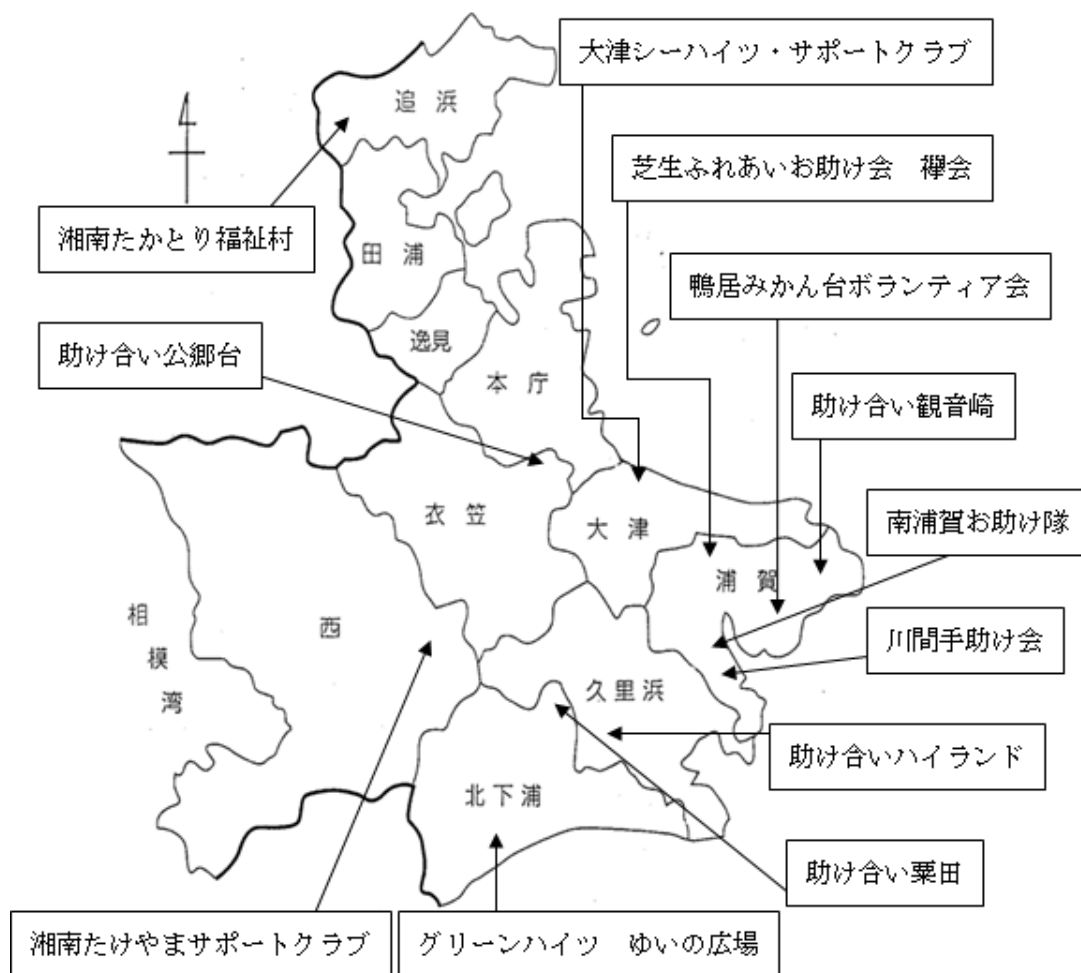 大津シーハイツ・サポートクラブ
追浜
芝生ふれあいお助け会　襷会
湘南たかとり福祉村
田浦
鴨居みかん台ボランティア会
逸見
助け合い公郷台
本庁
助け合い観音崎
衣笠
大津
南浦賀お助け隊
浦賀
相模湾
西
川間手助け会
久里浜
助け合いハイランド
北下浦
助け合い粟田
湘南たけやまサポートクラブ
グリーンハイツ　ゆいの広場